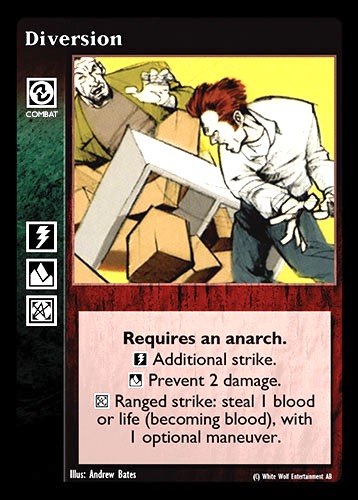 Diversion
COMBAT
Requires an anarch.
Additional strike.
Prevent 2 damage.
Ranged strike: steal 1 blood
or life (becoming blood), with
1 optional maneuver.
Illus: Andrew Bates
(C) White Wolf Entertainment AB